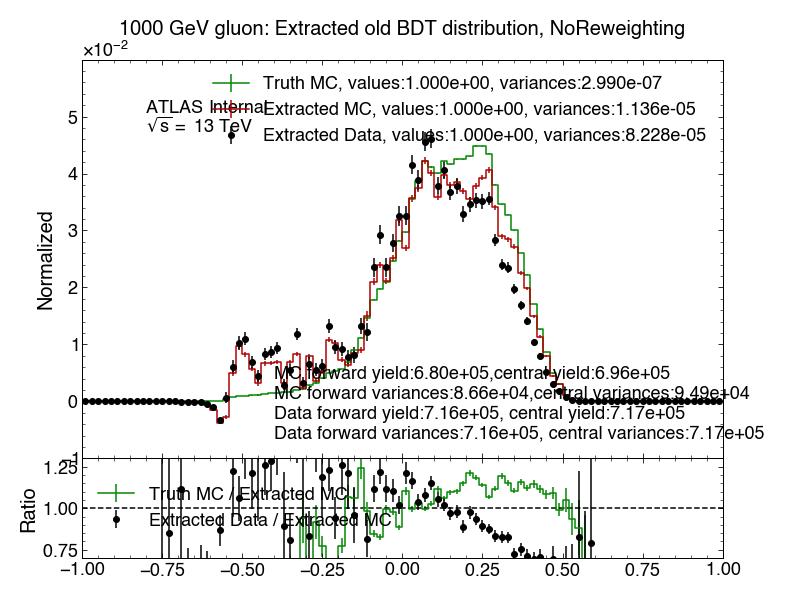 1000 GeV gluon: Extracted old BDT distribution, NoReweighting
×10⁻²
Truth MC, values:1.000e+00, variances:2.990e-07
ATLAS Internal
Extracted MC, values:1.000e+00, variances:1.136e-05
√s = 13 TeV
Extracted Data, values:1.000e+00, variances:8.228e-05
Normalized
5
4
3
2
1
0
−1
MC forward yield:6.80e+05,central yield:6.96e+05
MC forward variances:8.66e+04,central variances:9.49e+04
Data forward yield:7.16e+05, central yield:7.17e+05
Data forward variances:7.16e+05, central variances:7.17e+05
Ratio
1.25
1.00
0.75
Truth MC / Extracted MC
Extracted Data / Extracted MC
−1.00 −0.75 −0.50 −0.25 0.00 0.25 0.50 0.75 1.00